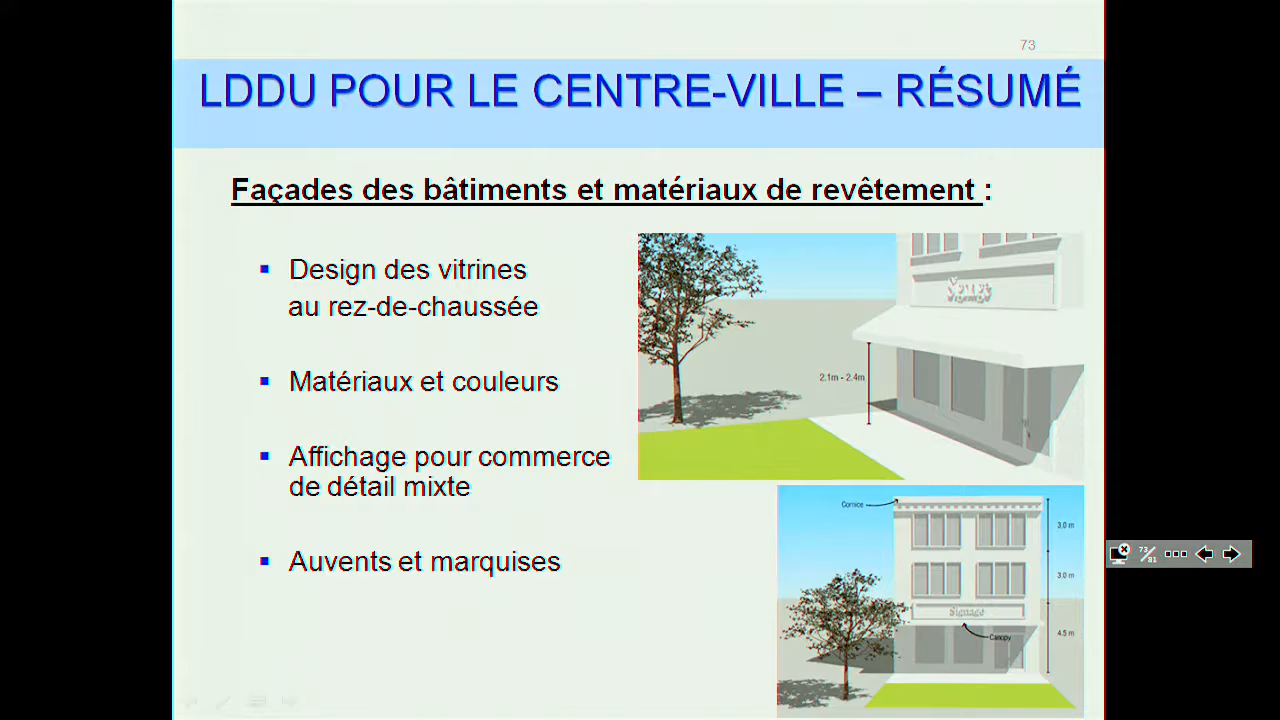 73
LDDU POUR LE CENTRE-VILLE – RÉSUMÉ
Façades des bâtiments et matériaux de revêtement :
▪ Design des vitrines
au rez-de-chaussée
▪ Matériaux et couleurs
▪ Affichage pour commerce
de détail mixte
▪ Auvents et marquises
2.1m - 2.4m
Cornice
3.0 m
3.0 m
Signage
Canopy
4.5 m
73/81